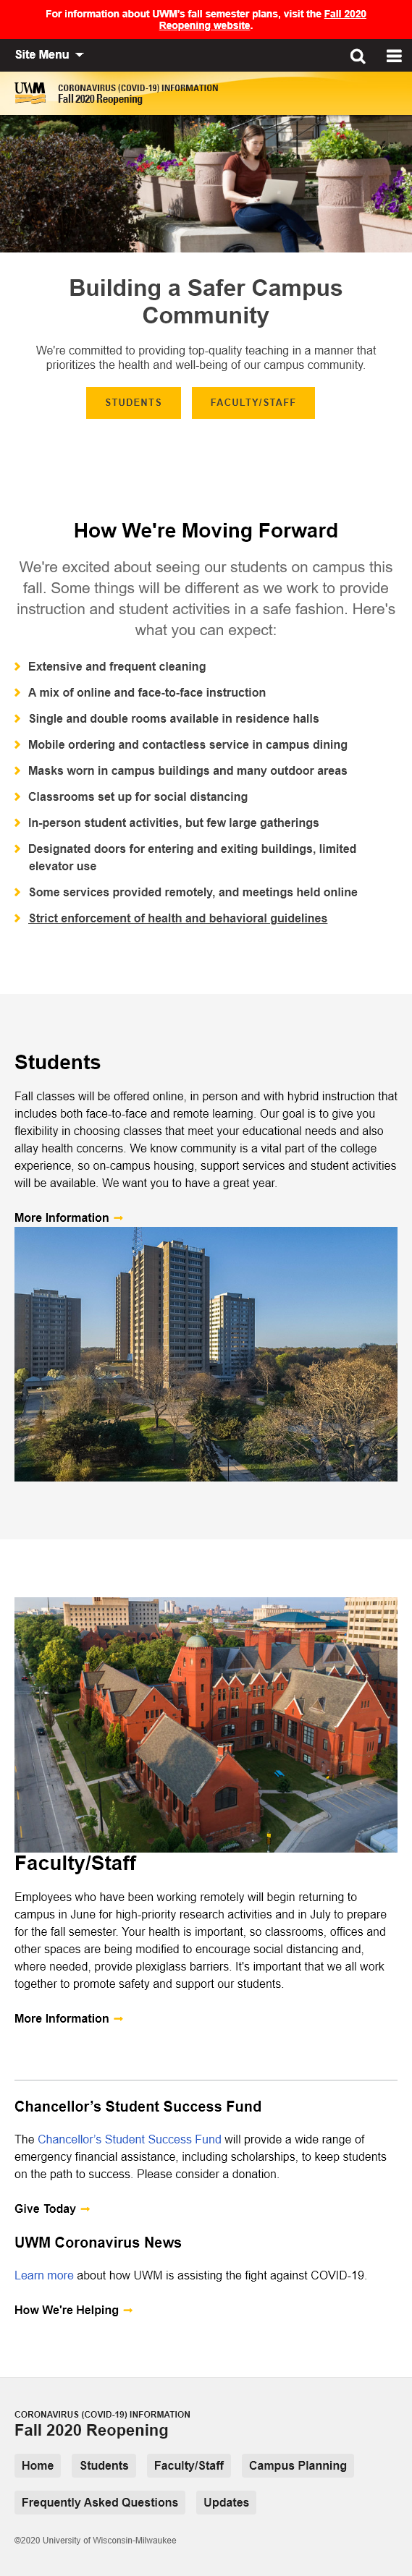 For information about UWM's fall semester plans, visit the Fall 2020
Reopening website.
Site Menu
UWM
CORONAVIRUS (COVID-19) INFORMATION
Fall 2020 Reopening
Building a Safer Campus
Community
We're committed to providing top-quality teaching in a manner that
prioritizes the health and well-being of our campus community.
STUDENTS
FACULTY/STAFF
How We're Moving Forward
We're excited about seeing our students on campus this
fall. Some things will be different as we work to provide
instruction and student activities in a safe fashion. Here's
what you can expect:
Extensive and frequent cleaning
A mix of online and face-to-face instruction
Single and double rooms available in residence halls
Mobile ordering and contactless service in campus dining
Masks worn in campus buildings and many outdoor areas
Classrooms set up for social distancing
In-person student activities, but few large gatherings
Designated doors for entering and exiting buildings, limited
elevator use
Some services provided remotely, and meetings held online
Strict enforcement of health and behavioral guidelines
Students
Fall classes will be offered online, in person and with hybrid instruction that
includes both face-to-face and remote learning. Our goal is to give you
flexibility in choosing classes that meet your educational needs and also
allay health concerns. We know community is a vital part of the college
experience, so on-campus housing, support services and student activities
will be available. We want you to have a great year.
More Information
Faculty/Staff
Employees who have been working remotely will begin returning to
campus in June for high-priority research activities and in July to prepare
for the fall semester. Your health is important, so classrooms, offices and
other spaces are being modified to encourage social distancing and,
where needed, provide plexiglass barriers. It's important that we all work
together to promote safety and support our students.
More Information
Chancellor’s Student Success Fund
The Chancellor’s Student Success Fund will provide a wide range of
emergency financial assistance, including scholarships, to keep students
on the path to success. Please consider a donation.
Give Today
UWM Coronavirus News
Learn more about how UWM is assisting the fight against COVID-19.
How We're Helping
CORONAVIRUS (COVID-19) INFORMATION
Fall 2020 Reopening
Home
Students
Faculty/Staff
Campus Planning
Frequently Asked Questions
Updates
©2020 University of Wisconsin-Milwaukee